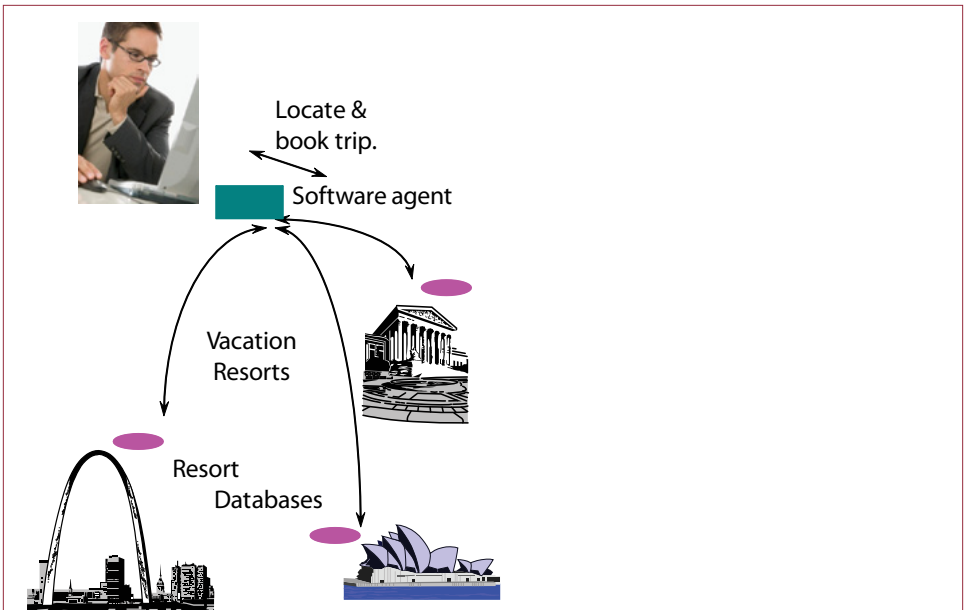 Locate &
book trip.
Software agent
Vacation
Resorts
Resort
Databases